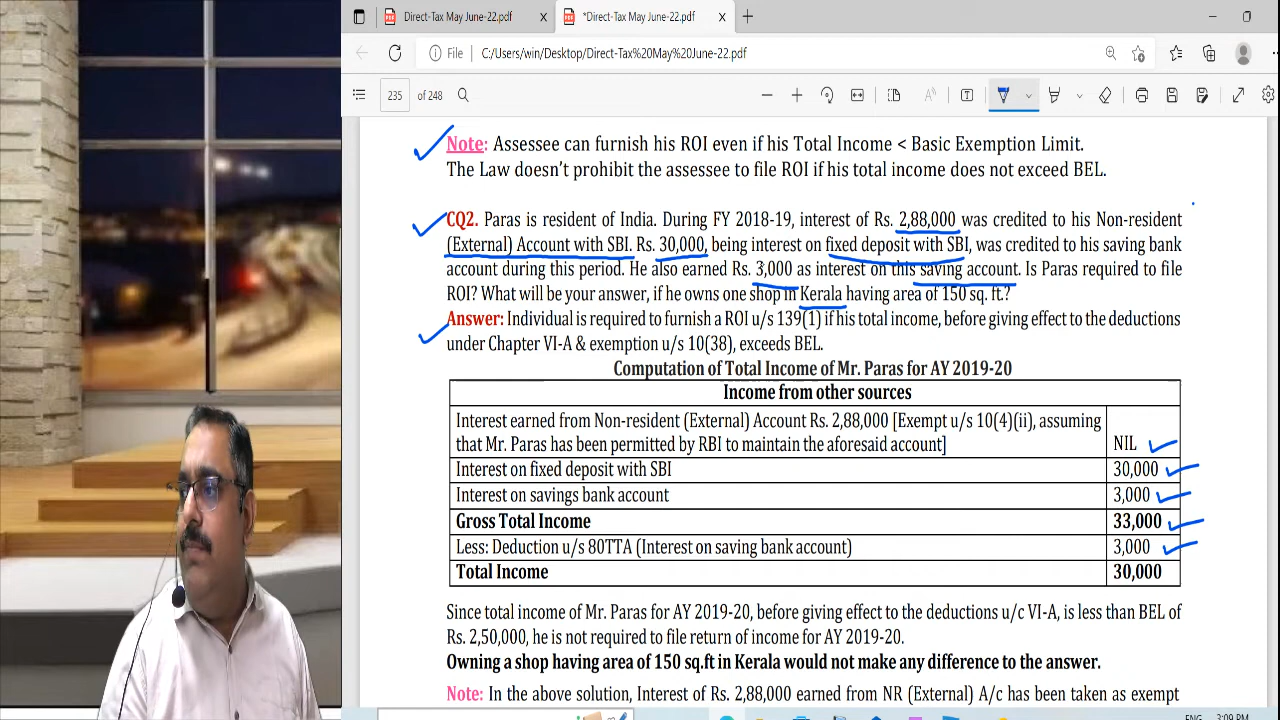 Direct-Tax May June-22.pdf
*Direct-Tax May June-22.pdf
File
C:/Users/win/Desktop/Direct-Tax%20May%20June-22.pdf
235 of 248
Note: Assessee can furnish his ROI even if his Total Income < Basic Exemption Limit.
The Law doesn't prohibit the assessee to file ROI if his total income does not exceed BEL.
CQ2. Paras is resident of India. During FY 2018-19, interest of Rs. 2,88,000 was credited to his Non-resident
(External) Account with SBI. Rs. 30,000, being interest on fixed deposit with SBI, was credited to his saving bank
account during this period. He also earned Rs. 3,000 as interest on this saving account. Is Paras required to file
ROI? What will be your answer, if he owns one shop in Kerala having area of 150 sq. ft.?
Answer: Individual is required to furnish a ROI u/s 139(1) if his total income, before giving effect to the deductions
under Chapter VI-A & exemption u/s 10(38), exceeds BEL.
Computation of Total Income of Mr. Paras for AY 2019-20
Income from other sources
Interest earned from Non-resident (External) Account Rs. 2,88,000 [Exempt u/s 10(4)(ii), assuming
that Mr. Paras has been permitted by RBI to maintain the aforesaid account] NIL
Interest on fixed deposit with SBI 30,000
Interest on savings bank account 3,000
Gross Total Income 33,000
Less: Deduction u/s 80TTA (Interest on saving bank account) 3,000
Total Income 30,000
Since total income of Mr. Paras for AY 2019-20, before giving effect to the deductions u/c VI-A, is less than BEL of
Rs. 2,50,000, he is not required to file return of income for AY 2019-20.
Owning a shop having area of 150 sq.ft in Kerala would not make any difference to the answer.
Note: In the above solution, Interest of Rs. 2,88,000 earned from NR (External) A/c has been taken as exempt